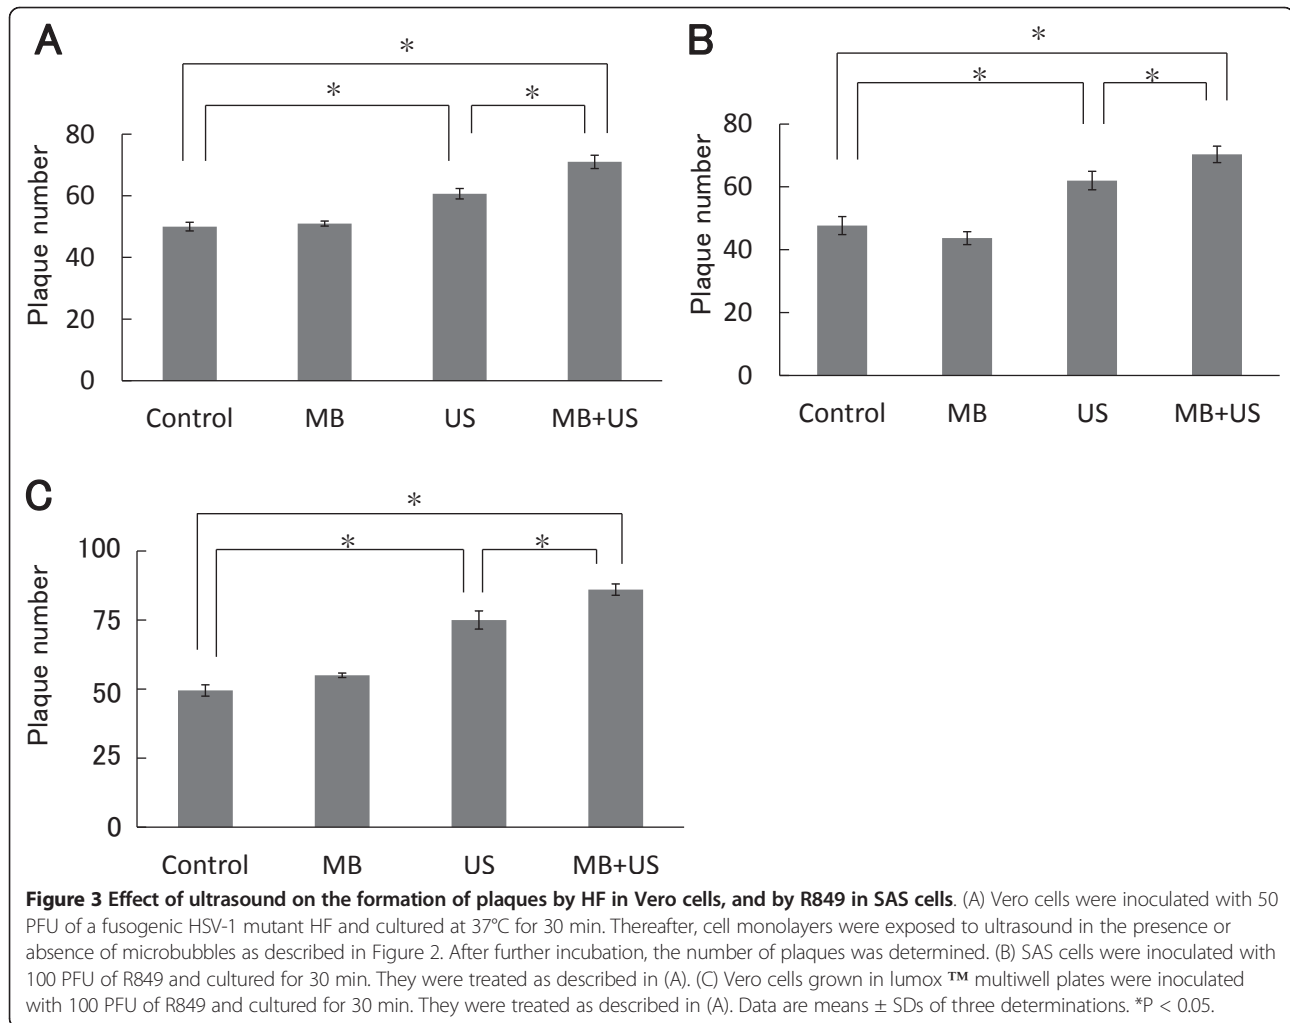 A
*
*
*
Plaque number
80
60
40
20
0
Control MB US MB+US
B
*
*
*
Plaque number
80
60
40
20
0
Control MB US MB+US
C
*
*
*
Plaque number
100
75
50
25
0
Control MB US MB+US
Figure 3 Effect of ultrasound on the formation of plaques by HF in Vero cells, and by R849 in SAS cells. (A) Vero cells were inoculated with 50
PFU of a fusogenic HSV-1 mutant HF and cultured at 37°C for 30 min. Thereafter, cell monolayers were exposed to ultrasound in the presence or
absence of microbubbles as described in Figure 2. After further incubation, the number of plaques was determined. (B) SAS cells were inoculated with
100 PFU of R849 and cultured for 30 min. They were treated as described in (A). (C) Vero cells grown in lumox ™ multiwell plates were inoculated
with 100 PFU of R849 and cultured for 30 min. They were treated as described in (A). Data are means ± SDs of three determinations. *P < 0.05.